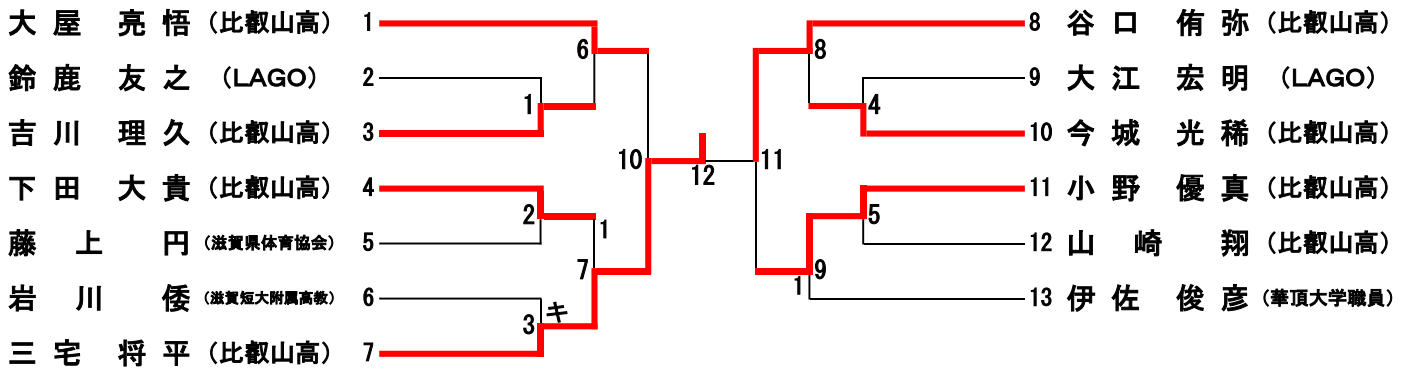 大屋 亮悟 (比叡山高) 1
鈴鹿 友之 (LAGO) 2
吉川 理久 (比叡山高) 3
下田 大貴 (比叡山高) 4
藤上 円 (滋賀県体育協会) 5
岩川 倭 (滋賀短大附属高教) 6
三宅 将平 (比叡山高) 7
6
1
2
1
7
3
キ
10
12
11
8
4
5
9
1
8 谷口 侑弥 (比叡山高)
9 大江 宏明 (LAGO)
10 今城 光稀 (比叡山高)
11 小野 優真 (比叡山高)
12 山崎 翔 (比叡山高)
13 伊佐 俊彦 (華頂大学職員)